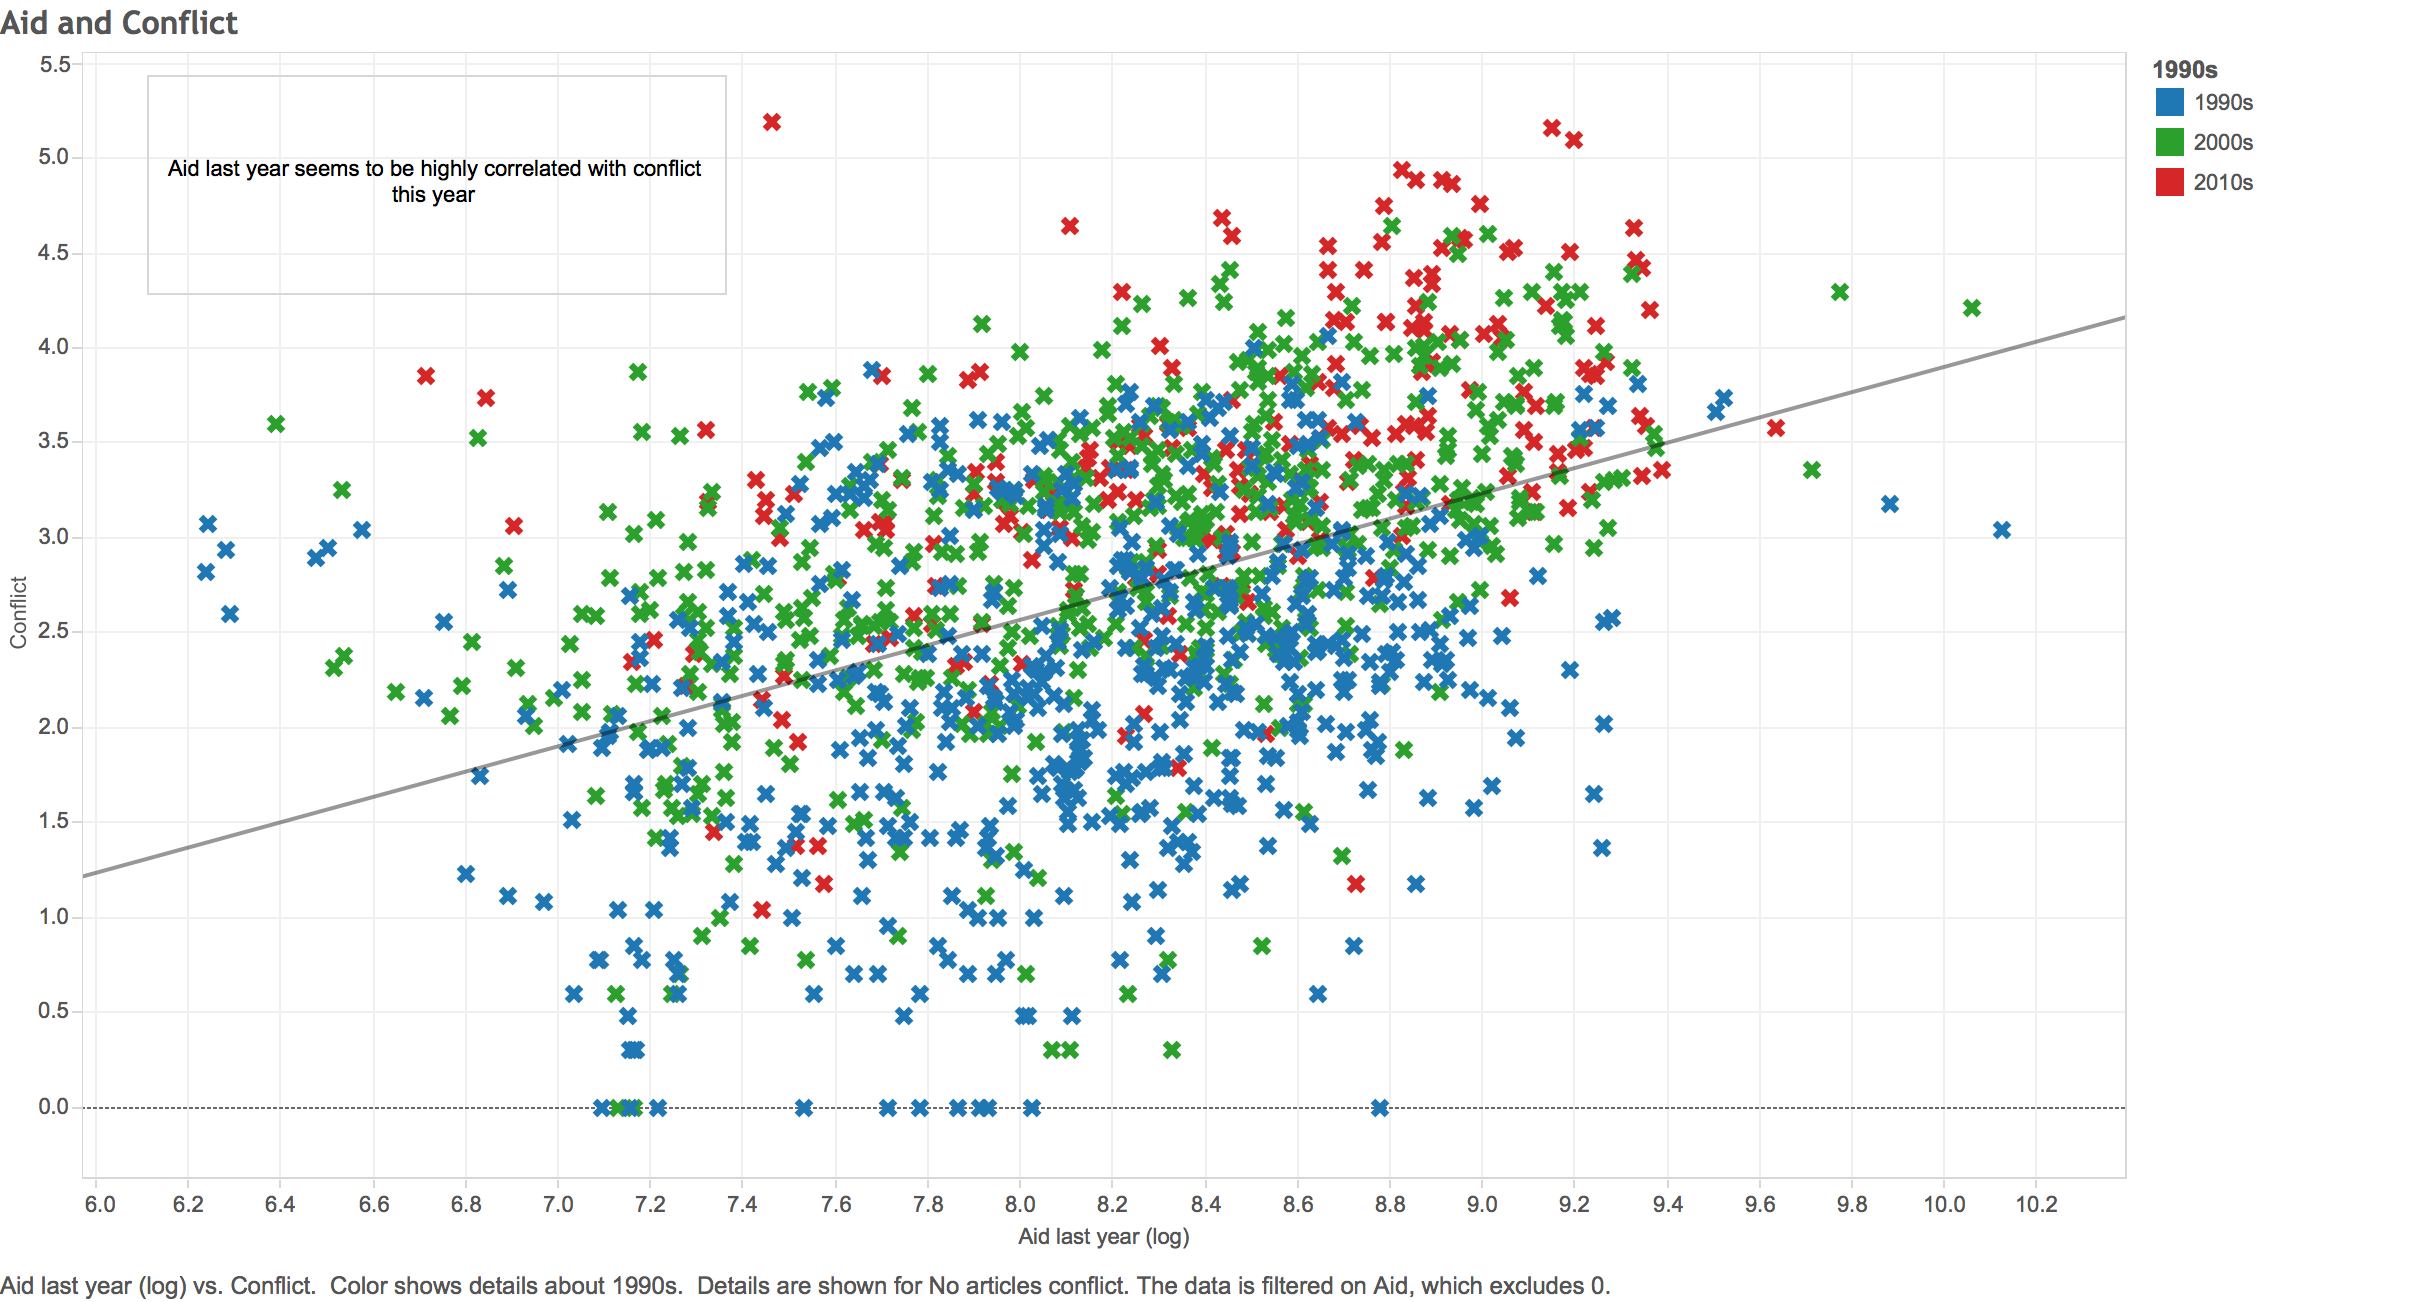 Aid and Conflict
5.5
5.0
4.5
4.0
3.5
3.0
2.5
2.0
1.5
1.0
0.5
0.0
Conflict
Aid last year seems to be highly correlated with conflict
this year
1990s
1990s
2000s
2010s
6.0 6.2 6.4 6.6 6.8 7.0 7.2 7.4 7.6 7.8 8.0 8.2 8.4 8.6 8.8 9.0 9.2 9.4 9.6 9.8 10.0 10.2
Aid last year (log)
Aid last year (log) vs. Conflict.  Color shows details about 1990s.  Details are shown for No articles conflict. The data is filtered on Aid, which excludes 0.